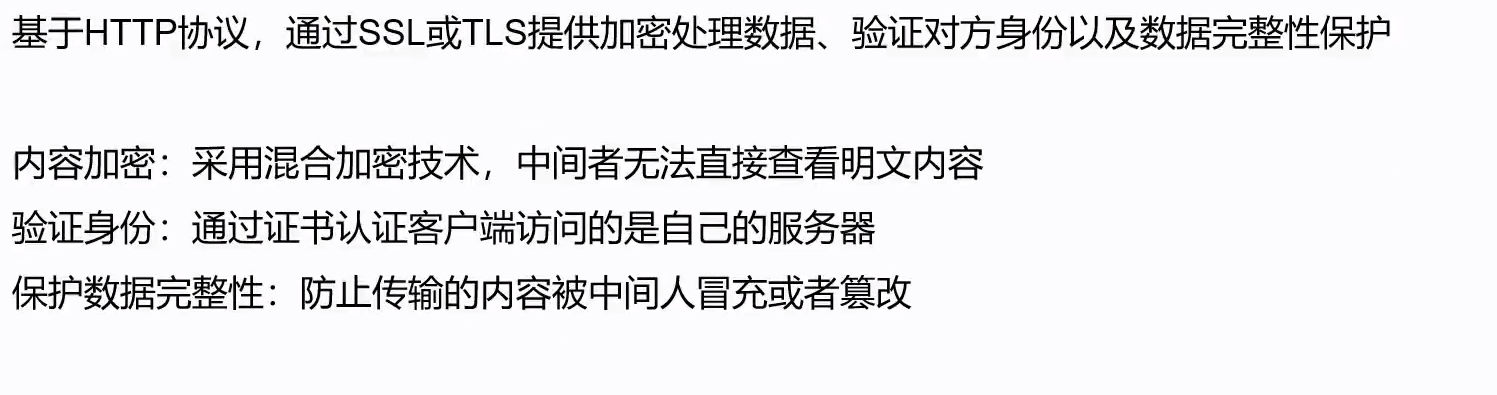 基于HTTP协议，通过SSL或TLS提供加密处理数据、验证对方身份以及数据完整性保护
内容加密：采用混合加密技术，中间者无法直接查看明文内容
验证身份：通过证书认证客户端访问的是自己的服务器
保护数据完整性：防止传输的内容被中间人冒充或者篡改